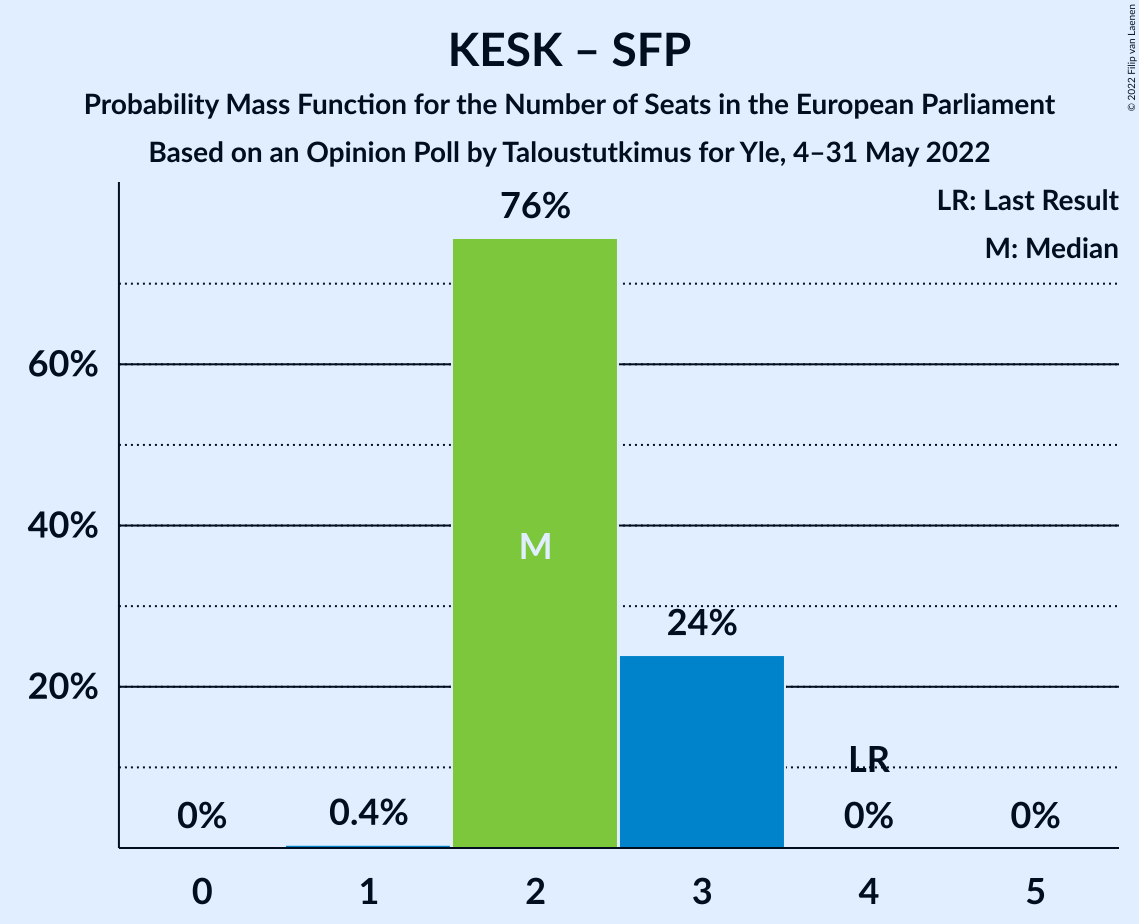 KESK – SFP
Probability Mass Function for the Number of Seats in the European Parliament
Based on an Opinion Poll by Taloustutkimus for Yle, 4–31 May 2022
© 2022 Filip van Laenen
LR: Last Result
M: Median
76%
60%
40%
M
24%
20%
LR
0%
0.4%
0%
0%
0
1
2
3
4
5